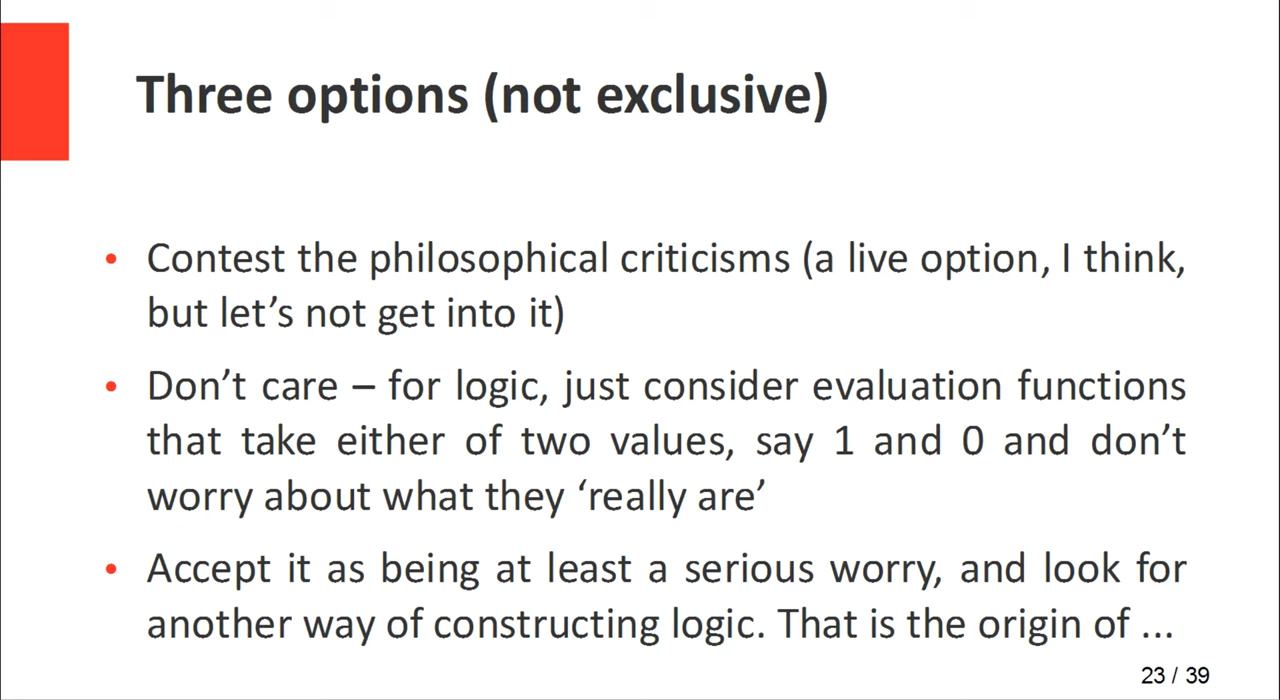 Three options (not exclusive)
• Contest the philosophical criticisms (a live option, I think,
but let’s not get into it)
• Don’t care – for logic, just consider evaluation functions
that take either of two values, say 1 and 0 and don’t
worry about what they ‘really are’
• Accept it as being at least a serious worry, and look for
another way of constructing logic. That is the origin of ...
23 / 39